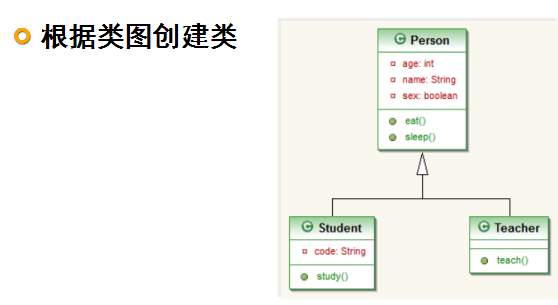 根据类图创建类
C Person
age: int
name: String
sex: boolean
eat()
sleep()
C Student
code: String
study()
C Teacher
teach()